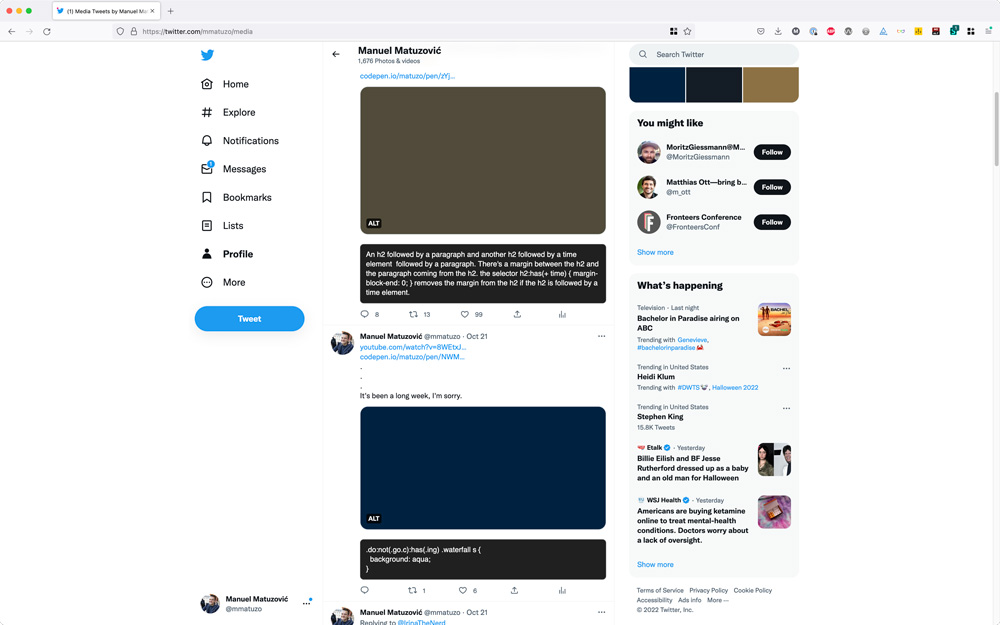 (1) Media Tweets by Manuel Ma
https://twitter.com/mmatuzo/media
Home
Explore
Notifications
1
Messages
Bookmarks
Lists
Profile
More
Tweet
Manuel Matuzović
@mmatuzo
Manuel Matuzović
1,676 Photos & videos
codepen.io/matuzo/pen/zYj…
ALT
An h2 followed by a paragraph and another h2 followed by a time
element followed by a paragraph. There's a margin between the h2 and
the paragraph coming from the h2. the selector h2:has(+ time) { margin-
block-end: 0; } removes the margin from the h2 if the h2 is followed by a
time element.
8 13 99
Manuel Matuzović @mmatuzo · Oct 21
youtube.com/watch?v=8WEtxJ…
codepen.io/matuzo/pen/NWM…
.
.
.
It's been a long week, I'm sorry.
ALT
.do:not(.go.c):has(.ing) .waterfall s {
background: aqua;
}
1 6
Manuel Matuzović @mmatuzo · Oct 21
Replying to @IrinaTheNerd
Search Twitter
You might like
MoritzGiessmann@M...
@MoritzGiessmann
Follow
Matthias Ott—bring b...
@m_ott
Follow
Fronteers Conference
@FronteersConf
Follow
Show more
What's happening
Television · Last night
Bachelor in Paradise airing on
ABC
Trending with Genevieve,
#bachelorinparadise
Trending in United States
Heidi Klum
Trending with #DWTS, Halloween 2022
Trending in United States
Stephen King
15.8K Tweets
Etalk · Yesterday
Billie Eilish and BF Jesse
Rutherford dressed up as a baby
and an old man for Halloween
WSJ Health · Yesterday
Americans are buying ketamine
online to treat mental-health
conditions. Doctors worry about
a lack of oversight.
Show more
Terms of Service Privacy Policy Cookie Policy
Accessibility Ads info More ···
© 2022 Twitter, Inc.